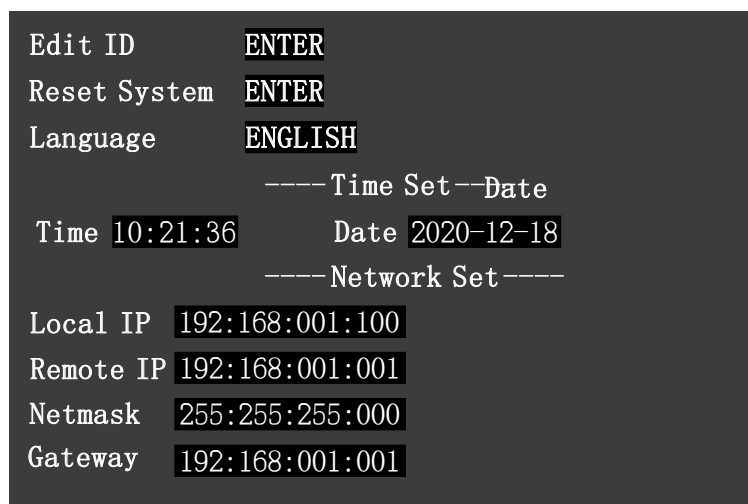 Edit ID ENTER
Reset System ENTER
Language ENGLISH
----Time Set--Date
Time 10:21:36 Date 2020-12-18
----Network Set----
Local IP 192:168:001:100
Remote IP 192:168:001:001
Netmask 255:255:255:000
Gateway 192:168:001:001